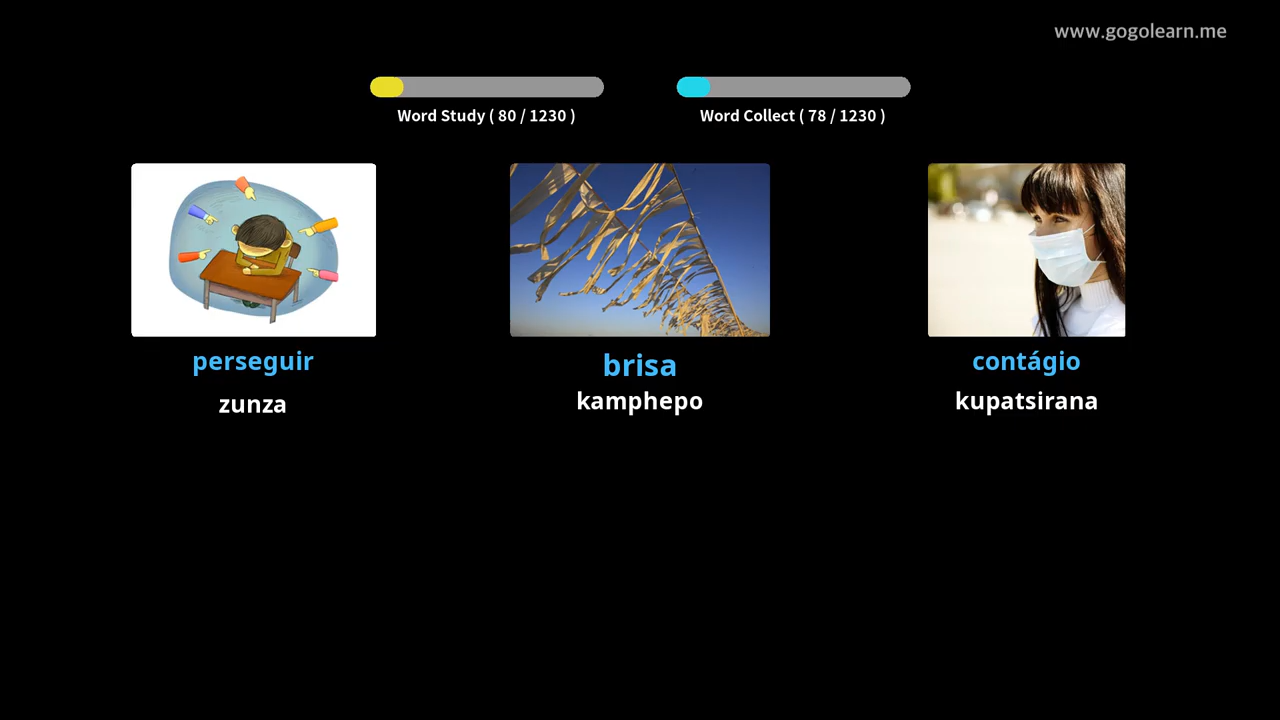 www.gogolearn.me
Word Study ( 80 / 1230 )
Word Collect ( 78 / 1230 )
perseguir
brisa
contágio
zunza
kamphepo
kupatsirana